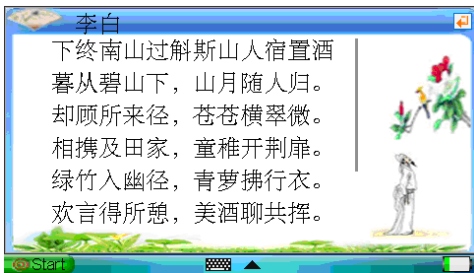 李白
下终南山过斛斯山人宿置酒
暮从碧山下，山月随人归。
却顾所来径，苍苍横翠微。
相携及田家，童稚开荆扉。
绿竹入幽径，青萝拂行衣。
欢言得所憩，美酒聊共挥。
Start